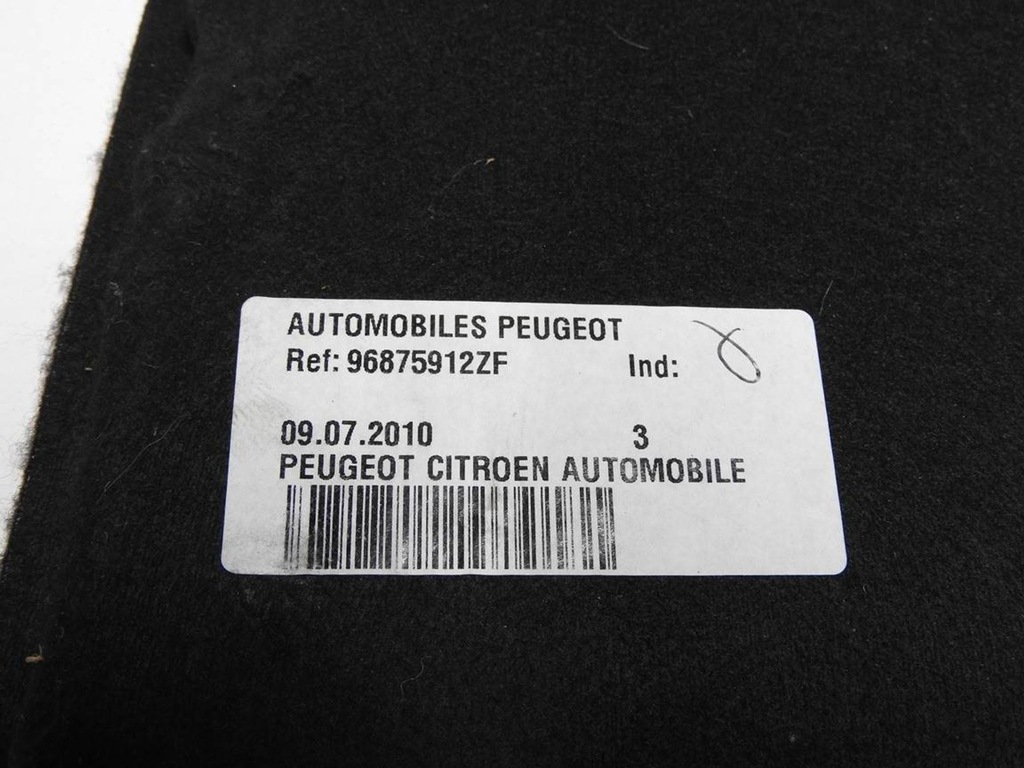 AUTOMOBILES PEUGEOT
Ref: 96875912ZF Ind:
09.07.2010 3
PEUGEOT CITROEN AUTOMOBILE